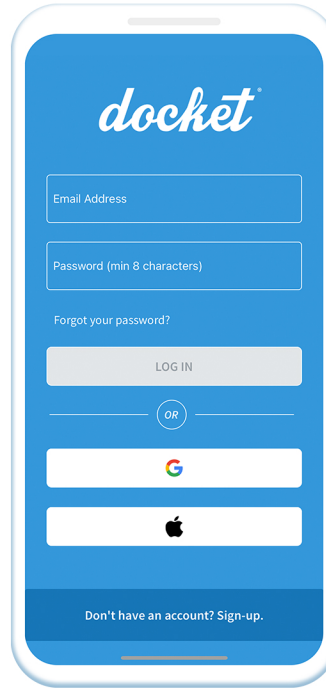 docket®
Email Address
Password (min 8 characters)
Forgot your password?
LOG IN
OR
G
Don't have an account? Sign-up.